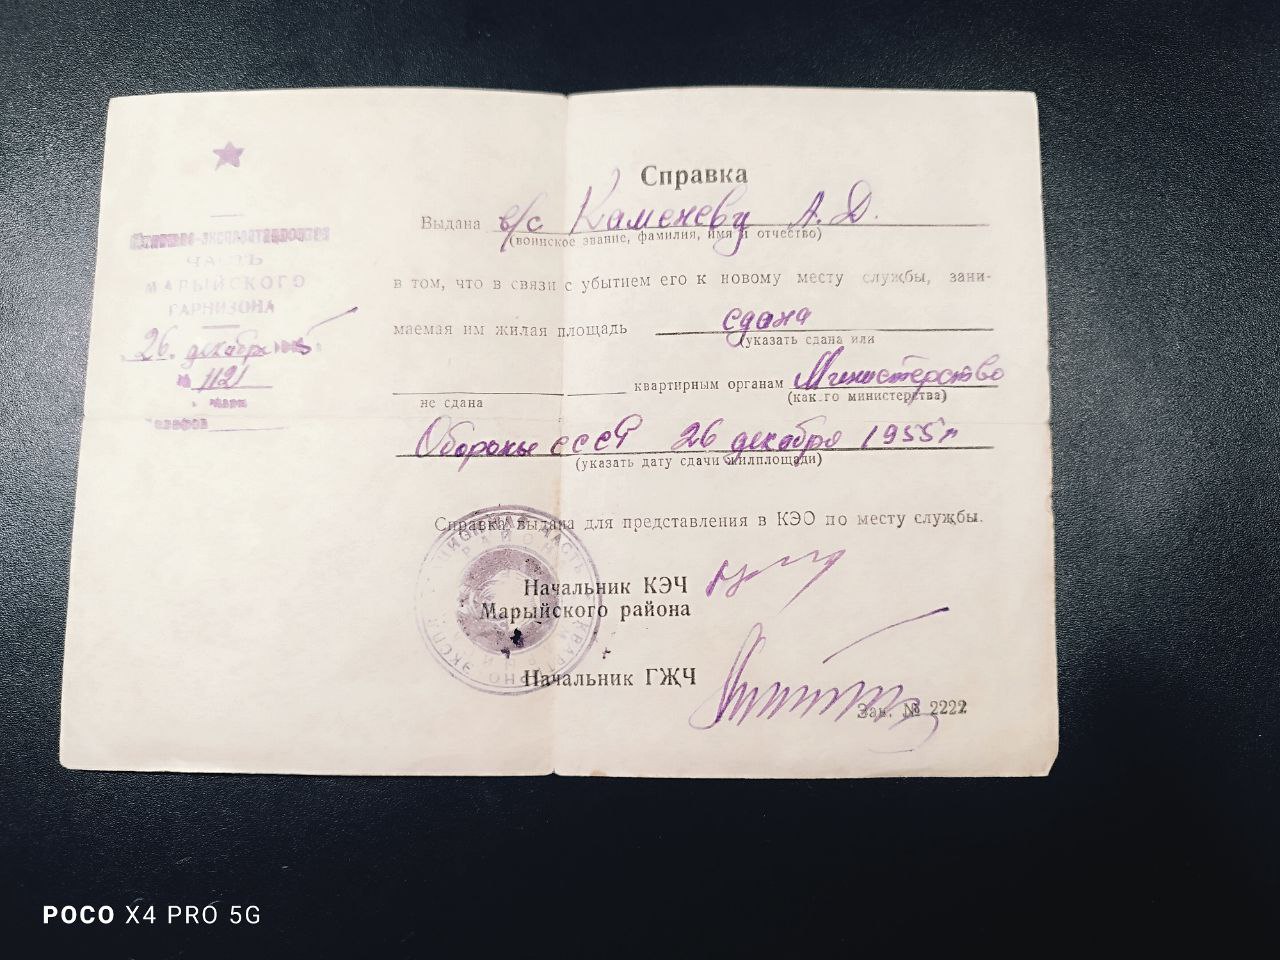 ЧАСТЬ
МАРЫЙСКОГО
ГАРНИЗОНА
26. декабря
№ 1121
Справка
Выдана в/с Каменеву А. Д.
(воинское звание, фамилия, имя и отчество)
в том, что в связи с убытием его к новому месту службы, зани-
маемая им жилая площадь сдана
(указать сдана или
квартирным органам Министерство
не сдана (как.го министерства)
Обороны СССР 26 декабря 1955 г
(указать дату сдачи жилплощади)
Справка выдана для представления в КЭО по месту службы.
Начальник КЭЧ
Марыйского района
Начальник ГЖЧ
Зак. № 2222
POCO X4 PRO 5G